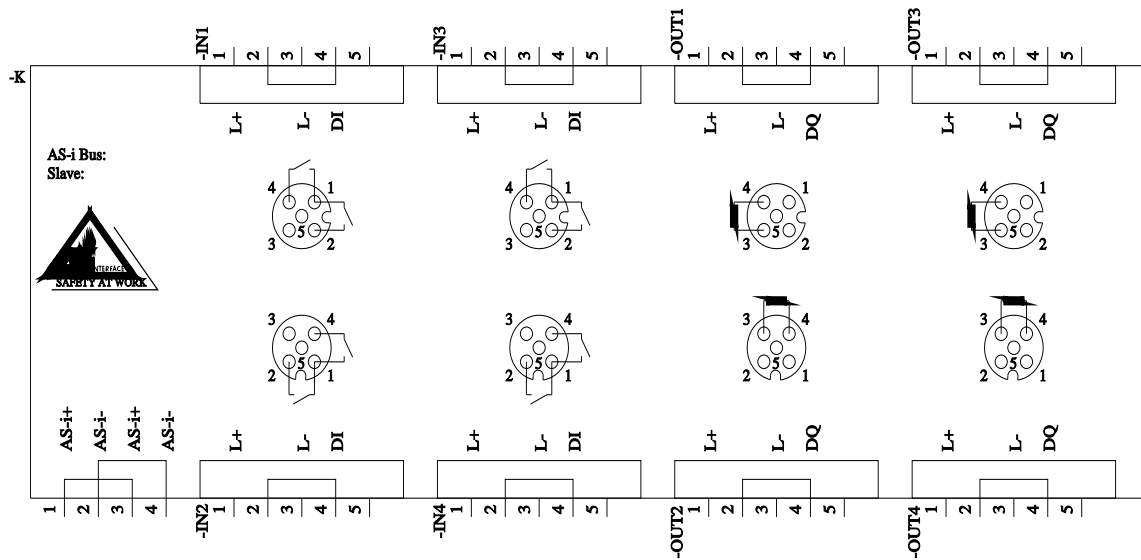 -K
-IN1 1 2 3 4 5
-IN3 1 2 3 4 5
-OUT1 1 2 3 4 5
-OUT3 1 2 3 4 5
L+ L- DI
L+ L- DI
L+ L- DQ
L+ L- DQ
AS-i Bus:
Slave:
4 1
3 5 2
4 1
3 5 2
4 1
3 5 2
4 1
3 5 2
INTERFACE
SAFETY AT WORK
3 4
2 5 1
3 4
2 5 1
3 4
2 5 1
3 4
2 5 1
AS-i+ AS-i- AS-i+ AS-i-
L+ L- DI
L+ L- DI
L+ L- DQ
L+ L- DQ
1 2 3 4
-IN2 1 2 3 4 5
-IN4 1 2 3 4 5
-OUT2 1 2 3 4 5
-OUT4 1 2 3 4 5